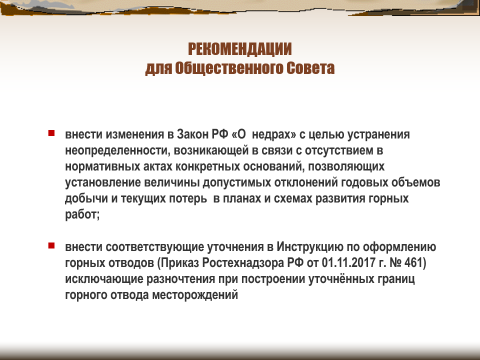 РЕКОМЕНДАЦИИ
для Общественного Совета
внести изменения в Закон РФ «О недрах» с целью устранения
неопределенности, возникающей в связи с отсутствием в
нормативных актах конкретных оснований, позволяющих
установление величины допустимых отклонений годовых объемов
добычи и текущих потерь в планах и схемах развития горных
работ;
внести соответствующие уточнения в Инструкцию по оформлению
горных отводов (Приказ Ростехнадзора РФ от 01.11.2017 г. № 461)
исключающие разночтения при построении уточнённых границ
горного отвода месторождений